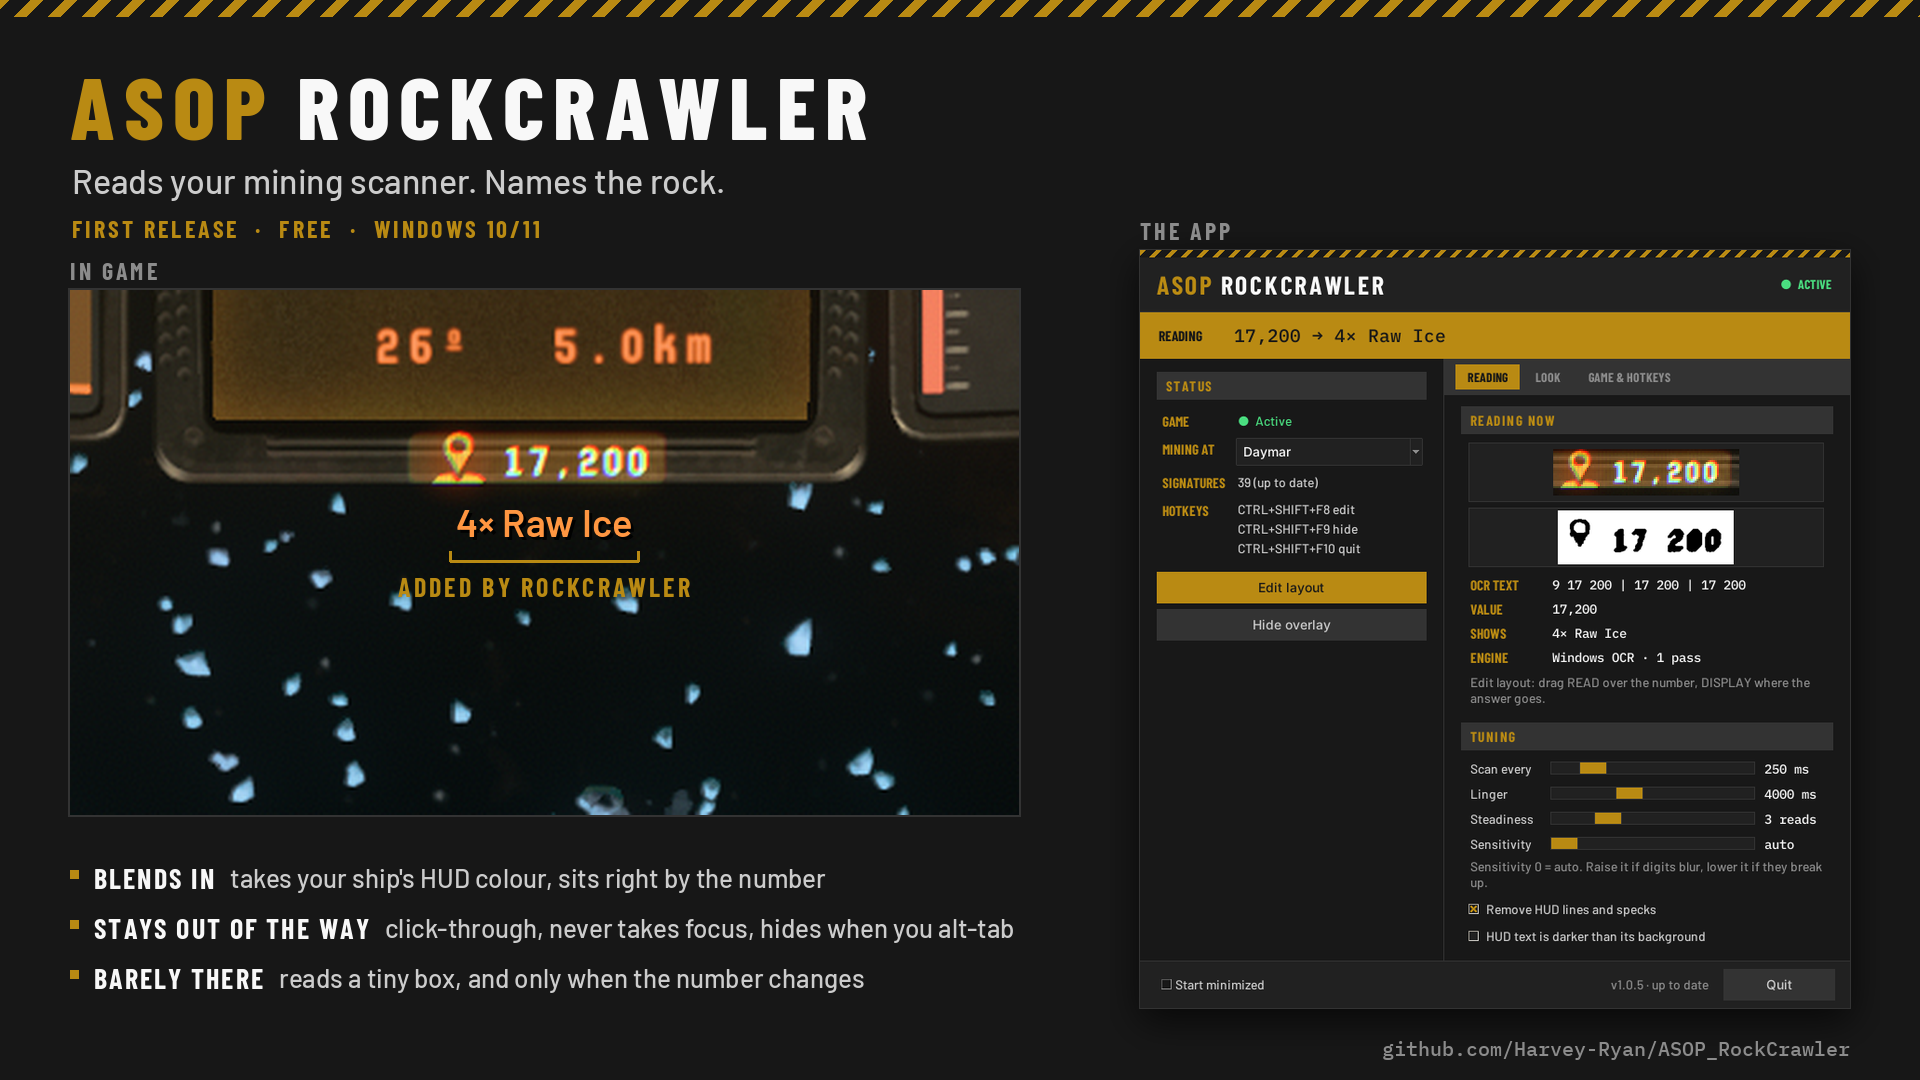 ASOP ROCKCRAWLER
Reads your mining scanner. Names the rock.
FIRST RELEASE · FREE · WINDOWS 10/11
IN GAME
26º 5.0km
17,200
4× Raw Ice
ADDED BY ROCKCRAWLER
BLENDS IN takes your ship's HUD colour, sits right by the number
STAYS OUT OF THE WAY click-through, never takes focus, hides when you alt-tab
BARELY THERE reads a tiny box, and only when the number changes
THE APP
ASOP ROCKCRAWLER
ACTIVE
READING 17,200 → 4× Raw Ice
STATUS
GAME Active
MINING AT Daymar
SIGNATURES 39 (up to date)
HOTKEYS CTRL+SHIFT+F8 edit
CTRL+SHIFT+F9 hide
CTRL+SHIFT+F10 quit
Edit layout
Hide overlay
READING LOOK GAME & HOTKEYS
READING NOW
17,200
17 200
OCR TEXT 9 17 200 | 17 200 | 17 200
VALUE 17,200
SHOWS 4× Raw Ice
ENGINE Windows OCR · 1 pass
Edit layout: drag READ over the number, DISPLAY where the
answer goes.
TUNING
Scan every 250 ms
Linger 4000 ms
Steadiness 3 reads
Sensitivity auto
Sensitivity 0 = auto. Raise it if digits blur, lower it if they break
up.
Remove HUD lines and specks
HUD text is darker than its background
Start minimized
v1.0.5 · up to date
Quit
github.com/Harvey-Ryan/ASOP_RockCrawler